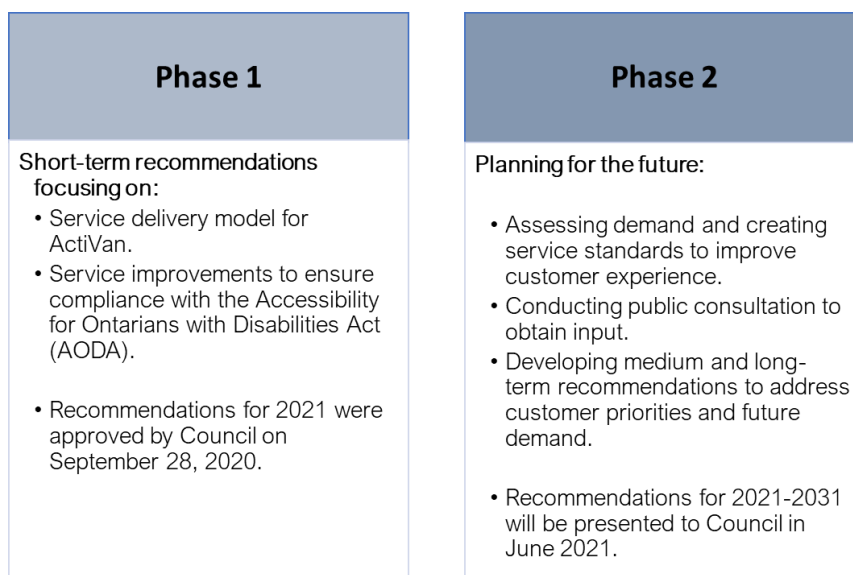 Phase 1
Short-term recommendations
focusing on:
• Service delivery model for
ActiVan.
• Service improvements to ensure
compliance with the Accessibility
for Ontarians with Disabilities Act
(AODA).
• Recommendations for 2021 were
approved by Council on
September 28, 2020.
Phase 2
Planning for the future:
• Assessing demand and creating
service standards to improve
customer experience.
• Conducting public consultation to
obtain input.
• Developing medium and long-
term recommendations to address
customer priorities and future
demand.
• Recommendations for 2021-2031
will be presented to Council in
June 2021.